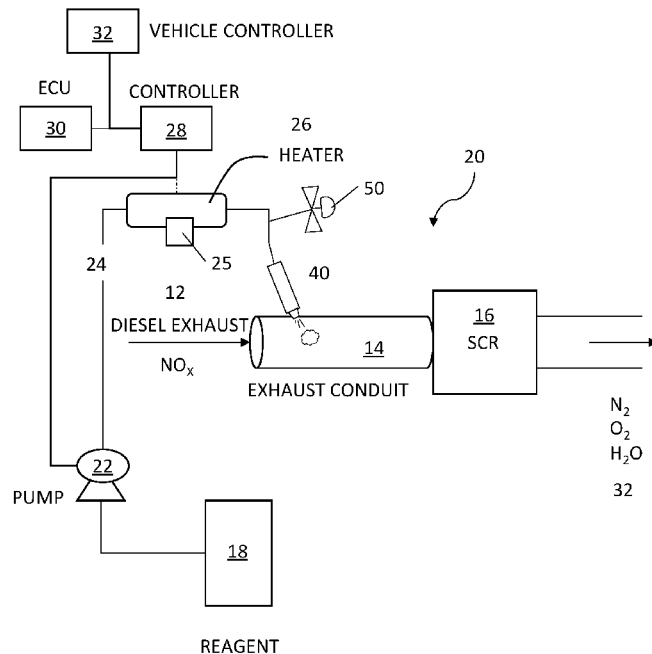 32
VEHICLE CONTROLLER
ECU
CONTROLLER
30
28
26
HEATER
50
20
24
25
40
12
DIESEL EXHAUST
NOX
14
EXHAUST CONDUIT
16
SCR
N2
O2
H2O
32
22
PUMP
18
REAGENT